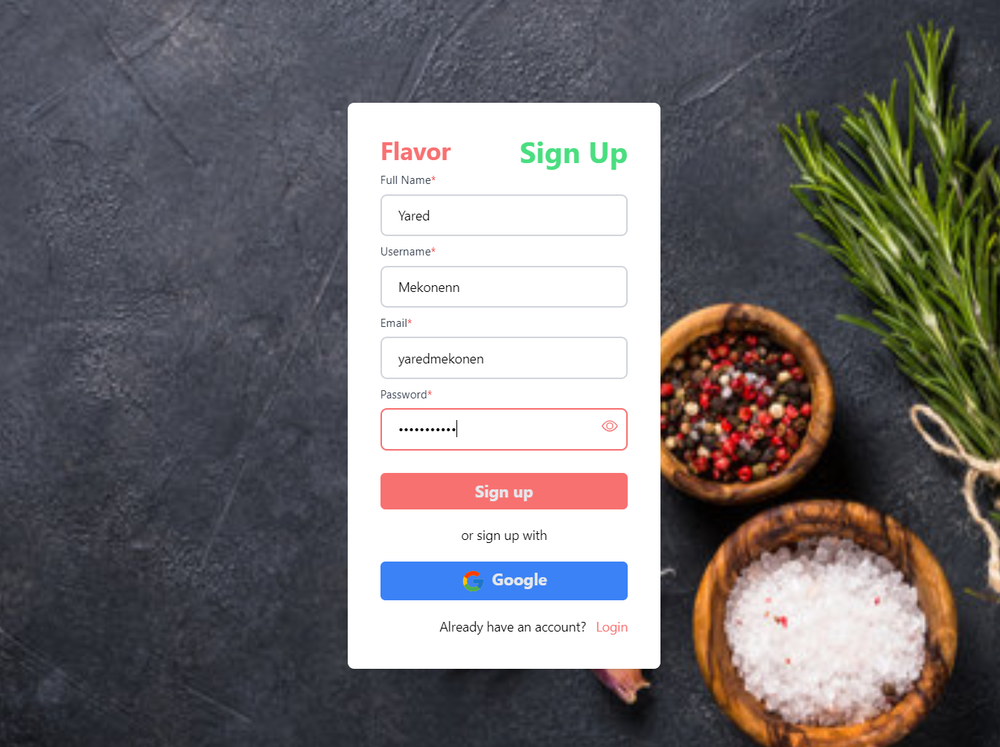 Flavor Sign Up
Full Name*
Yared
Username*
Mekonenn
Email*
yaredmekonen
Password*
•••••••••••
Sign up
or sign up with
Google
Already have an account? Login